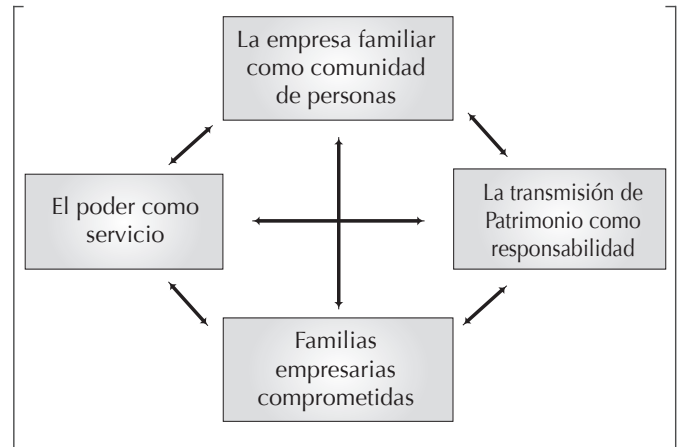 La empresa familiar
como comunidad
de personas
El poder como
servicio
La transmisión de
Patrimonio como
responsabilidad
Familias
empresarias
comprometidas